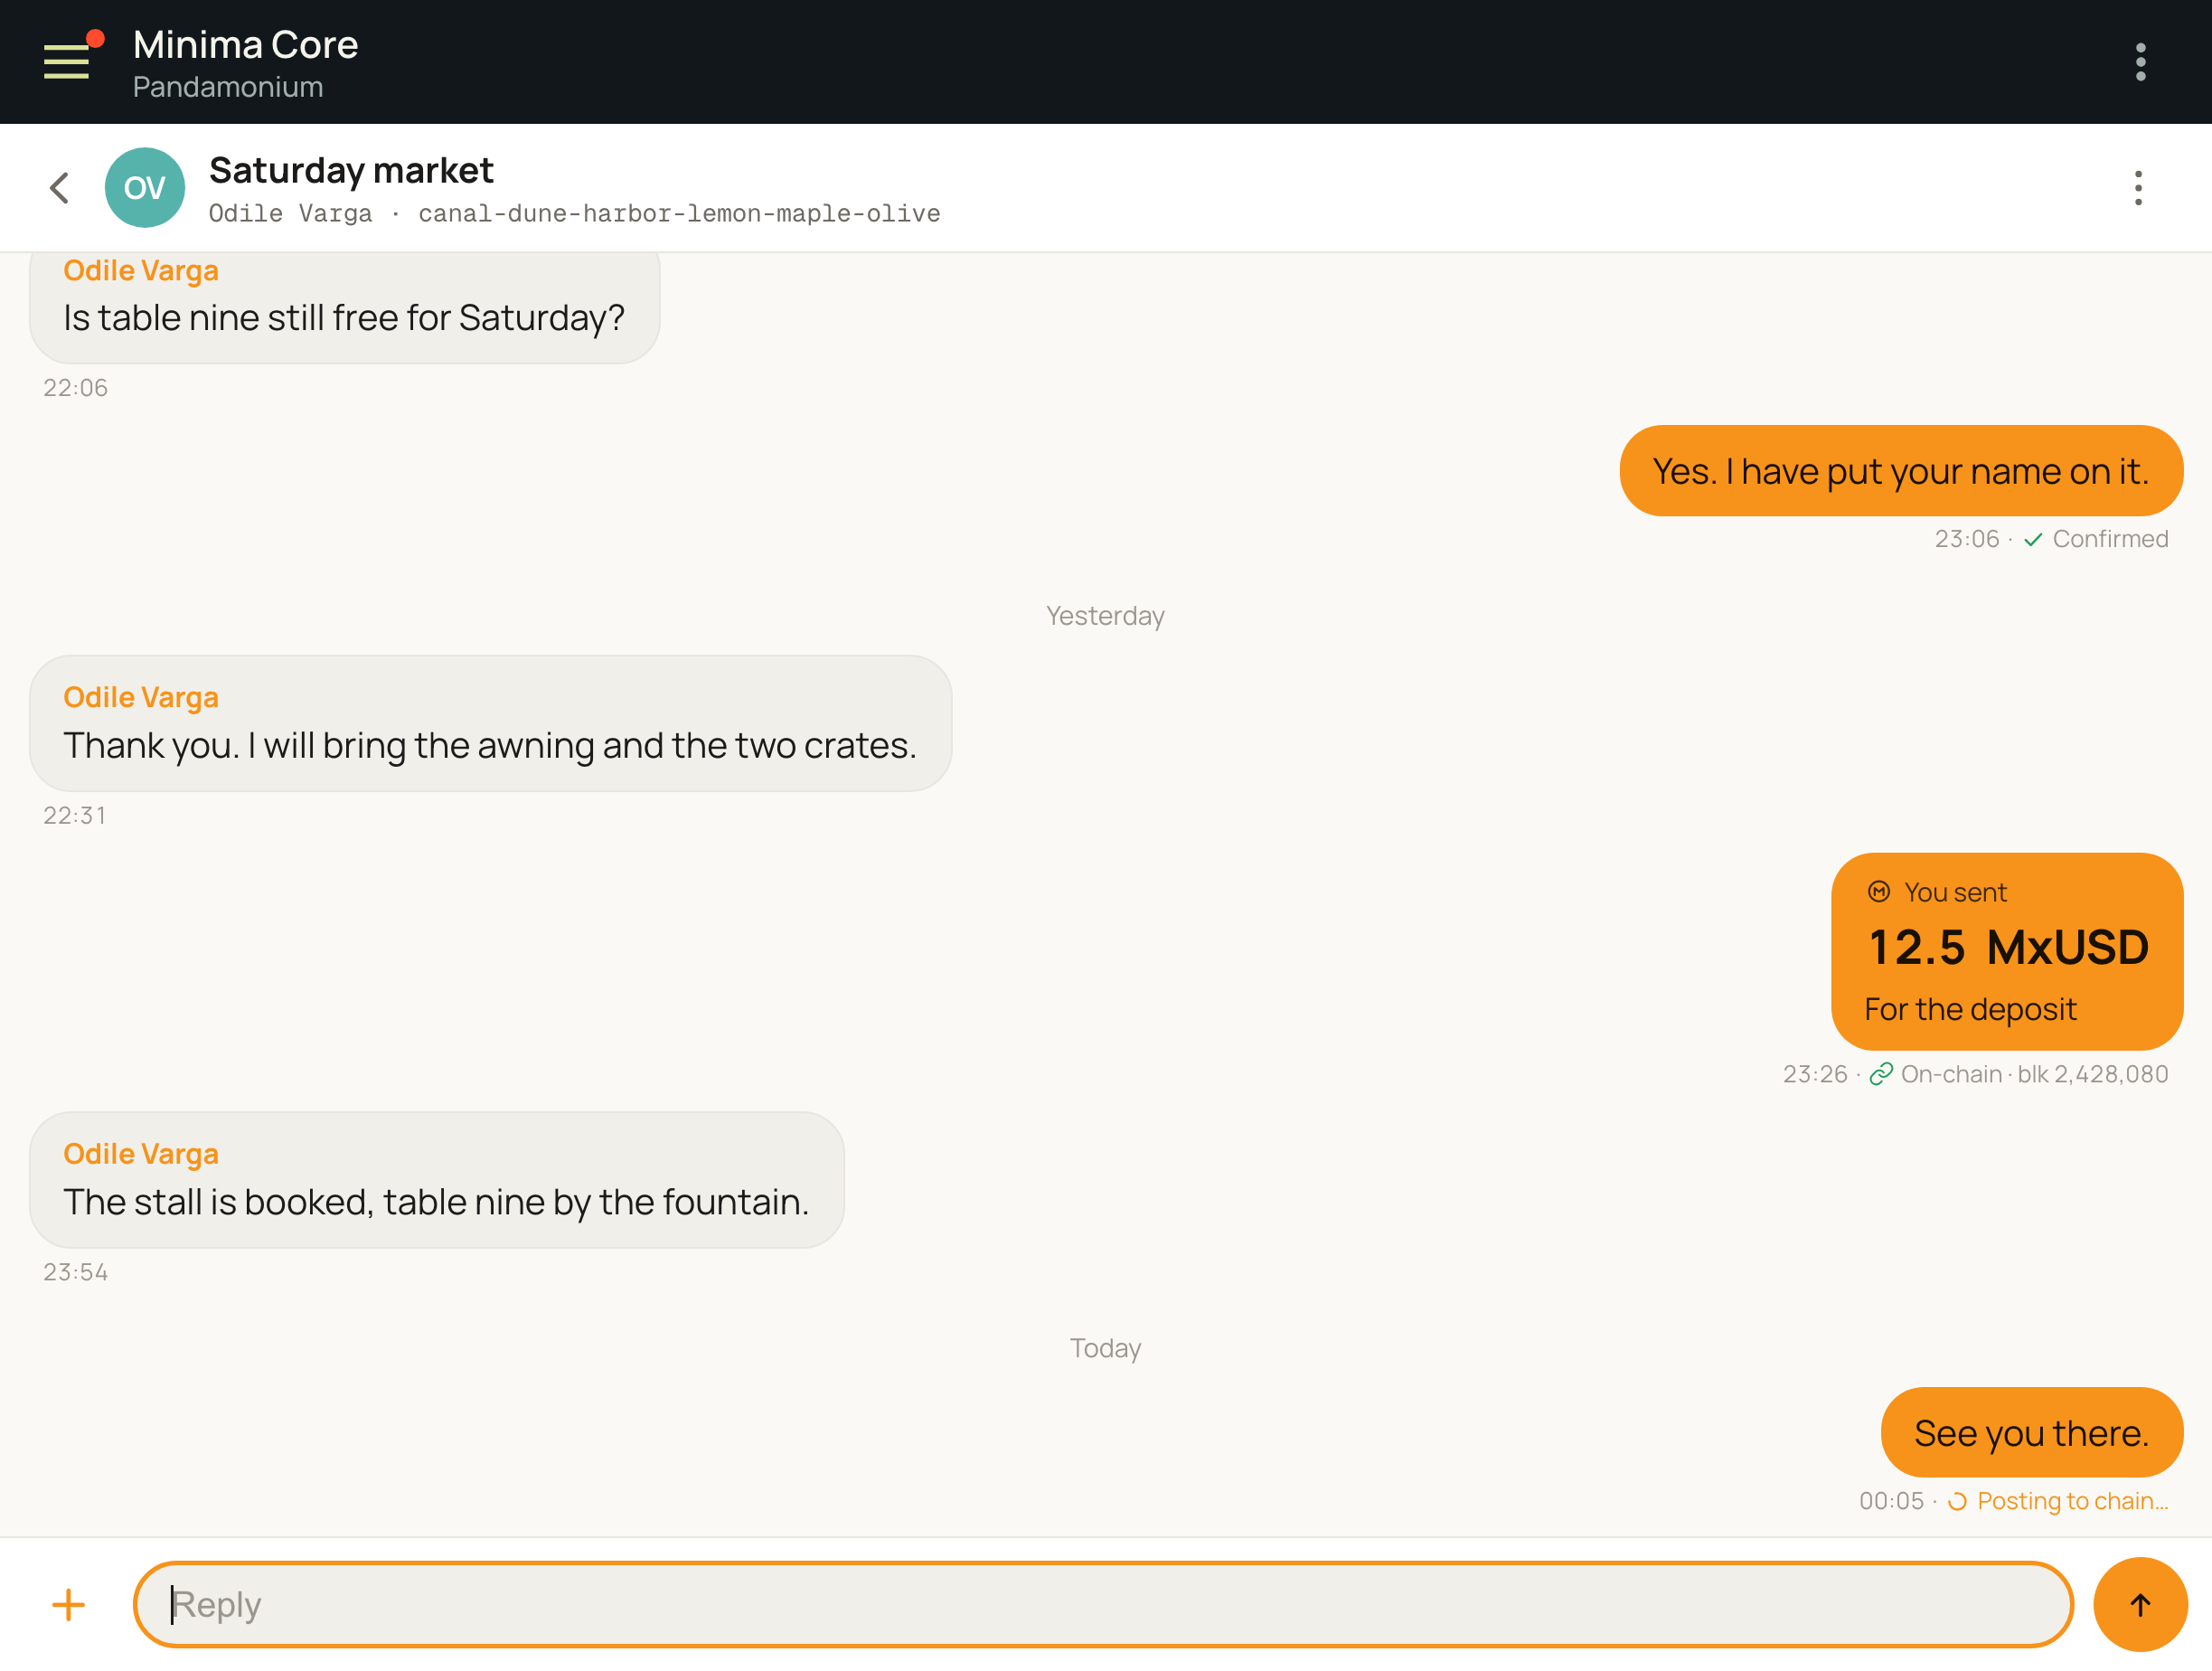 Minima Core
Pandamonium
OV
Saturday market
Odile Varga · canal-dune-harbor-lemon-maple-olive
Odile Varga
Is table nine still free for Saturday?
22:06
Yes. I have put your name on it.
23:06 · ✓ Confirmed
Yesterday
Odile Varga
Thank you. I will bring the awning and the two crates.
22:31
You sent
12.5 MxUSD
For the deposit
23:26 · On-chain · blk 2,428,080
Odile Varga
The stall is booked, table nine by the fountain.
23:54
Today
See you there.
00:05 · Posting to chain…
Reply